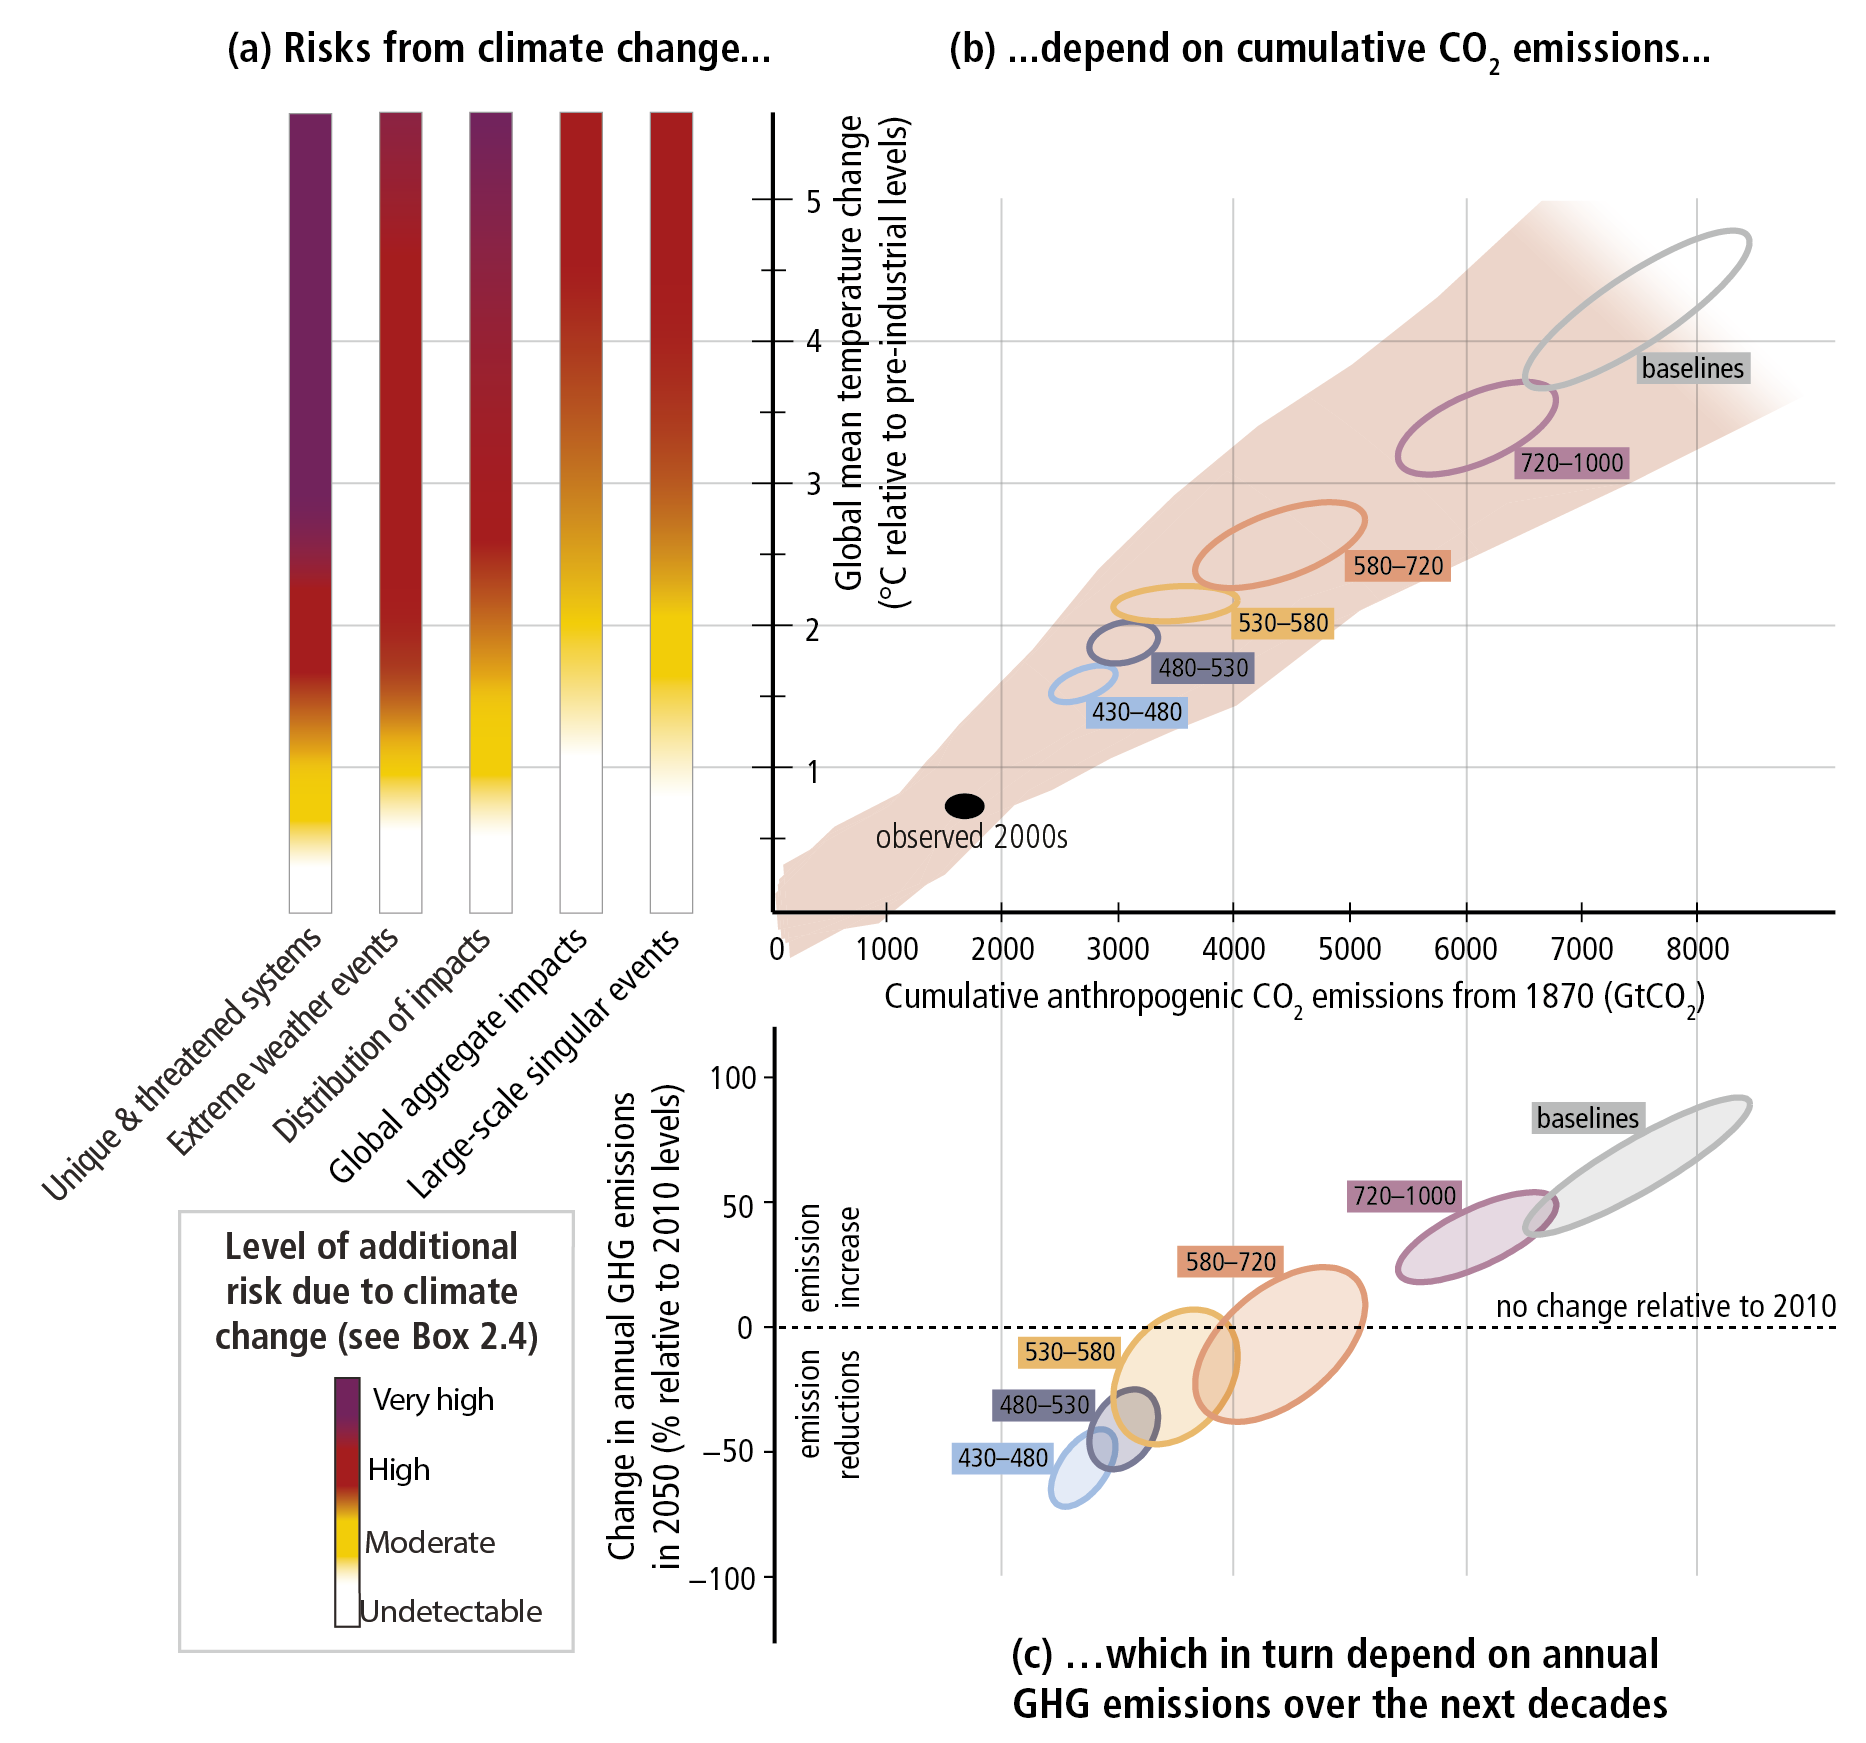 (a) Risks from climate change...
(b) ...depend on cumulative CO₂ emissions...
Global mean temperature change
(°C relative to pre-industrial levels)
5
4
3
2
1
baselines
720–1000
580–720
530–580
480–530
430–480
observed 2000s
0 1000 2000 3000 4000 5000 6000 7000 8000
Cumulative anthropogenic CO₂ emissions from 1870 (GtCO₂)
Unique & threatened systems
Extreme weather events
Distribution of impacts
Global aggregate impacts
Large-scale singular events
Level of additional
risk due to climate
change (see Box 2.4)
Very high
High
Moderate
Undetectable
Change in annual GHG emissions
in 2050 (% relative to 2010 levels)
100
50
0
−50
−100
emission
increase
emission
reductions
baselines
720–1000
580–720
no change relative to 2010
530–580
480–530
430–480
(c) ...which in turn depend on annual
GHG emissions over the next decades